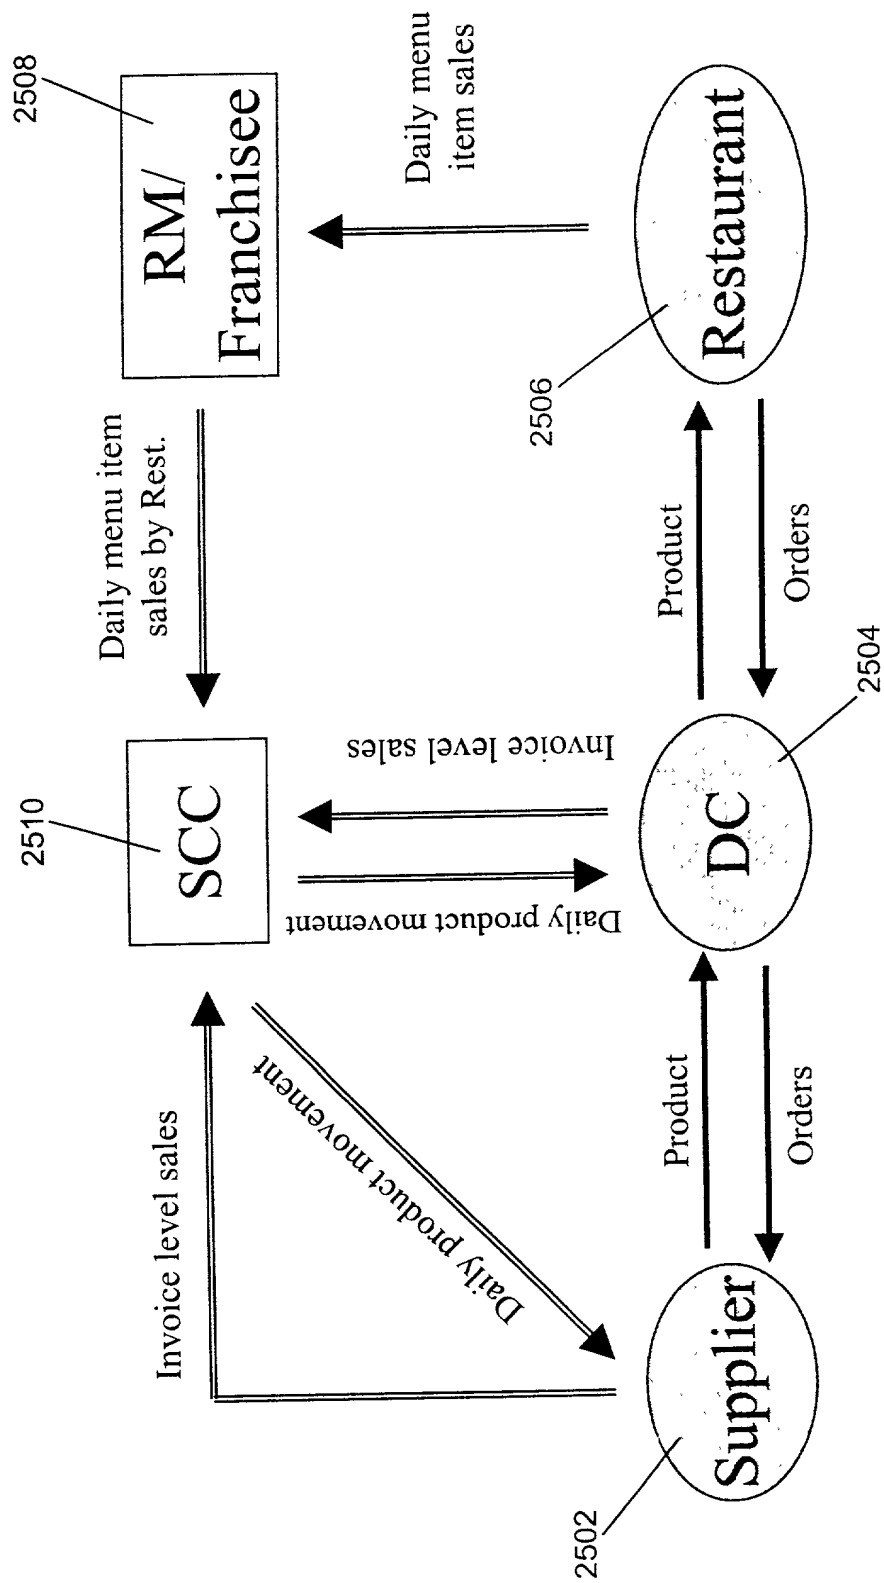 2510
2508
SCC
RM/
Franchisee
Invoice level sales
Daily menu item
sales by Rest.
Daily product movement
Daily product movement
Invoice level sales
Daily menu
item sales
2502
2506
Supplier
Product
Orders
DC
2504
Product
Orders
Restaurant